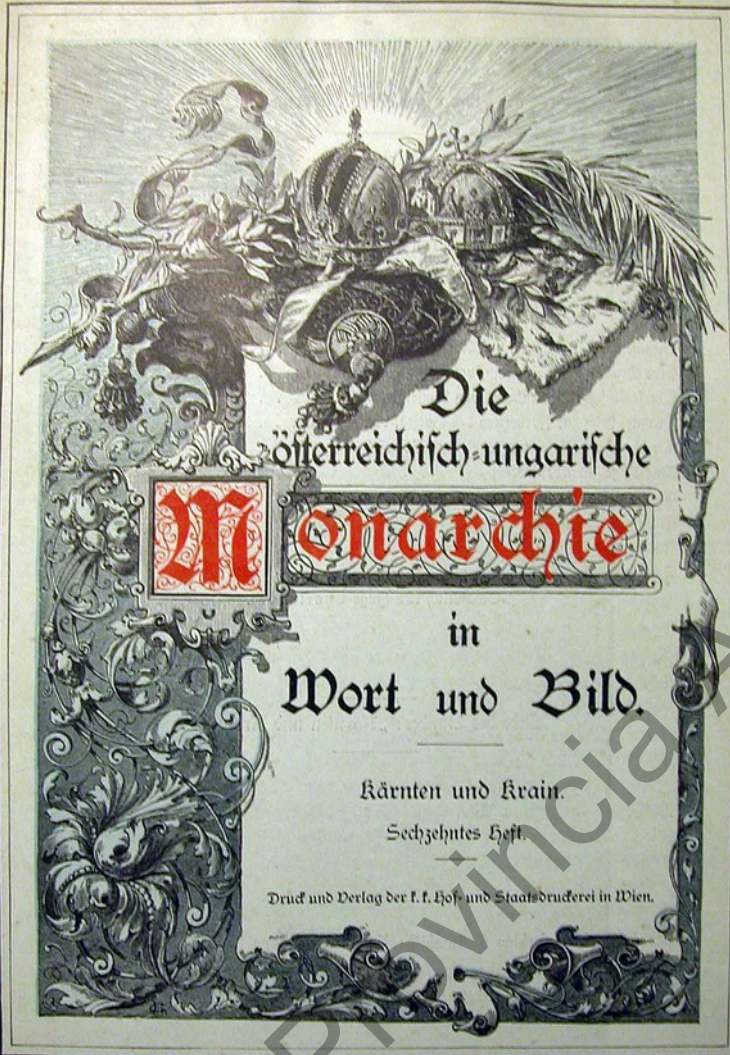 Die
österreichisch-ungarische
Monarchie
in
Wort und Bild.
Kärnten und Krain.
Sechzehntes Heft.
Druck und Verlag der k. k. Hof- und Staatsdruckerei in Wien.
Provincia A